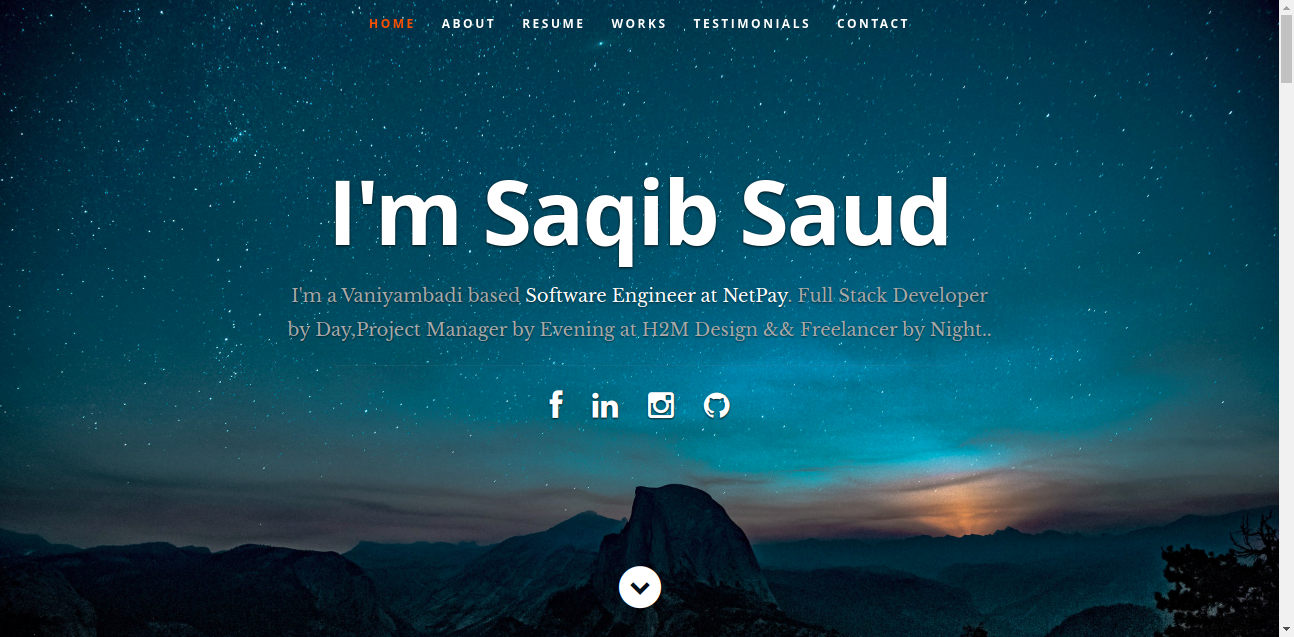 HOME ABOUT RESUME WORKS TESTIMONIALS CONTACT
I'm Saqib Saud
I'm a Vaniyambadi based Software Engineer at NetPay. Full Stack Developer
by Day,Project Manager by Evening at H2M Design && Freelancer by Night..